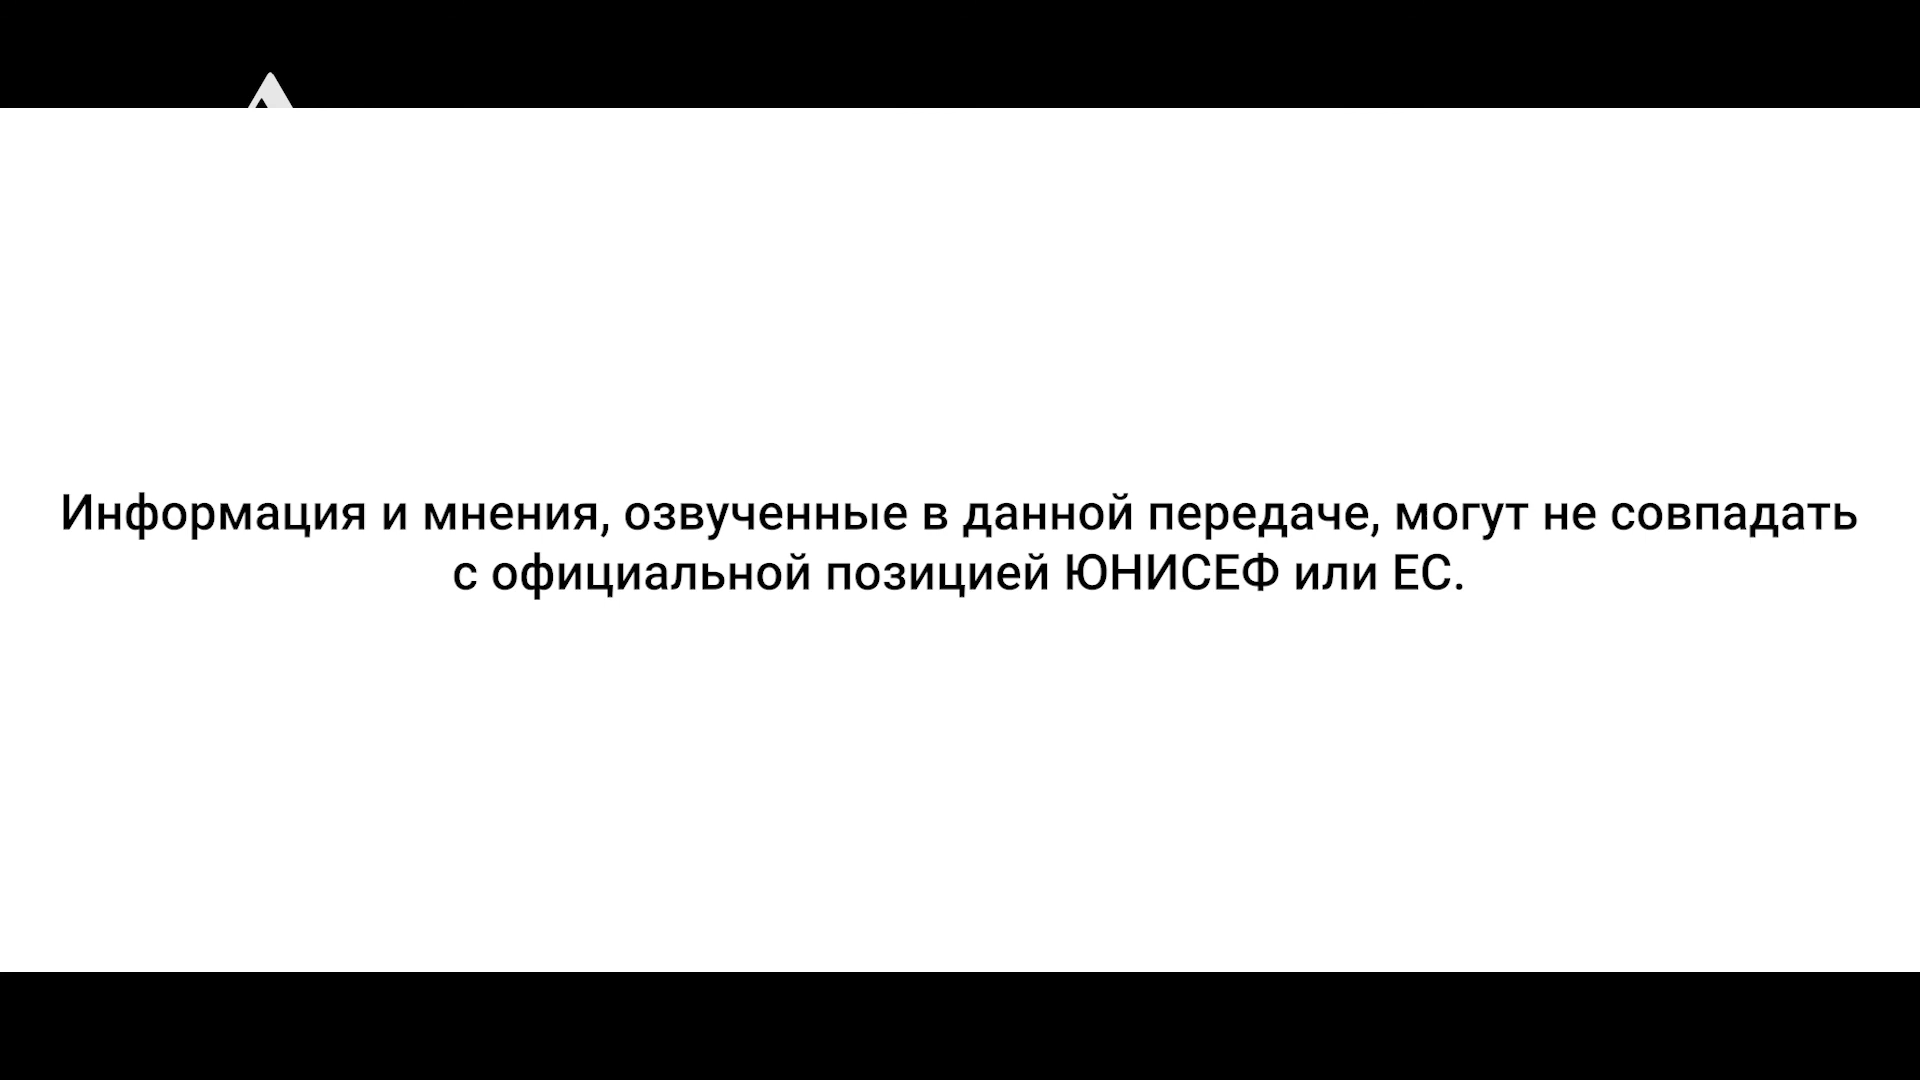 Информация и мнения, озвученные в данной передаче, могут не совпадать
с официальной позицией ЮНИСЕФ или ЕС.